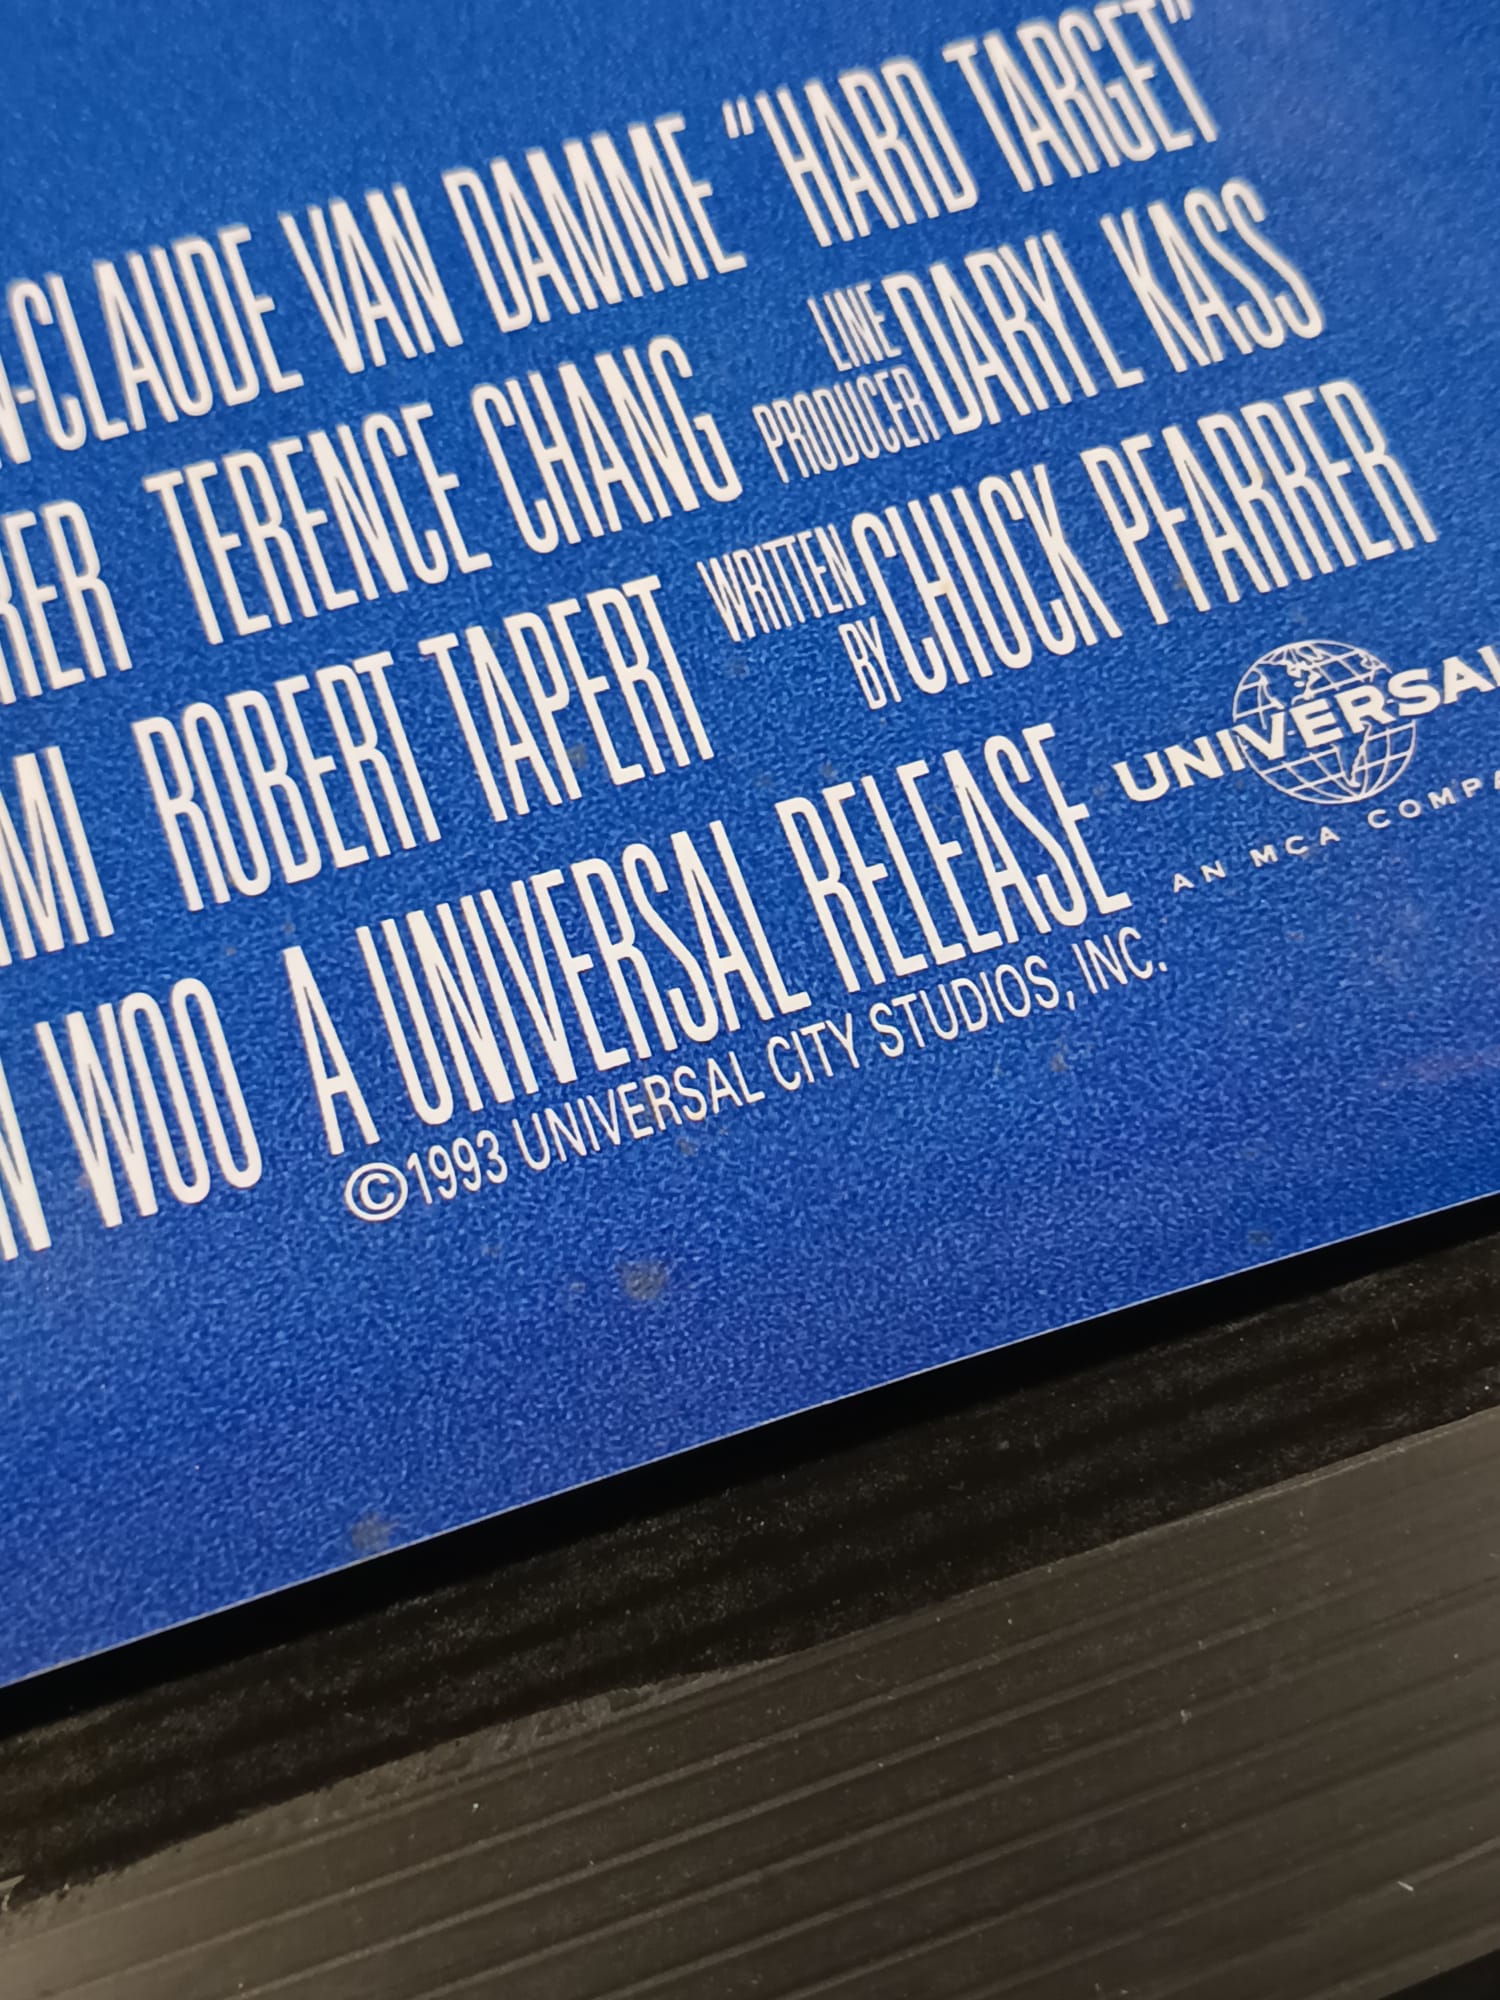 N-CLAUDE VAN DAMME "HARD TARGET"
RER TERENCE CHANG LINE PRODUCER DARYL KASS
MI ROBERT TAPERT WRITTEN BY CHUCK PFARRER
N WOO A UNIVERSAL RELEASE UNIVERSAL
AN MCA COMPA
©1993 UNIVERSAL CITY STUDIOS, INC.